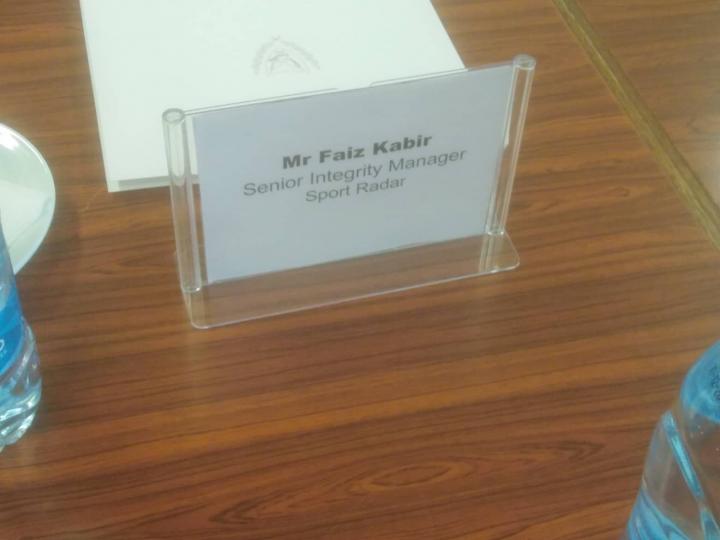 Mr Faiz Kabir
Senior Integrity Manager
Sport Radar